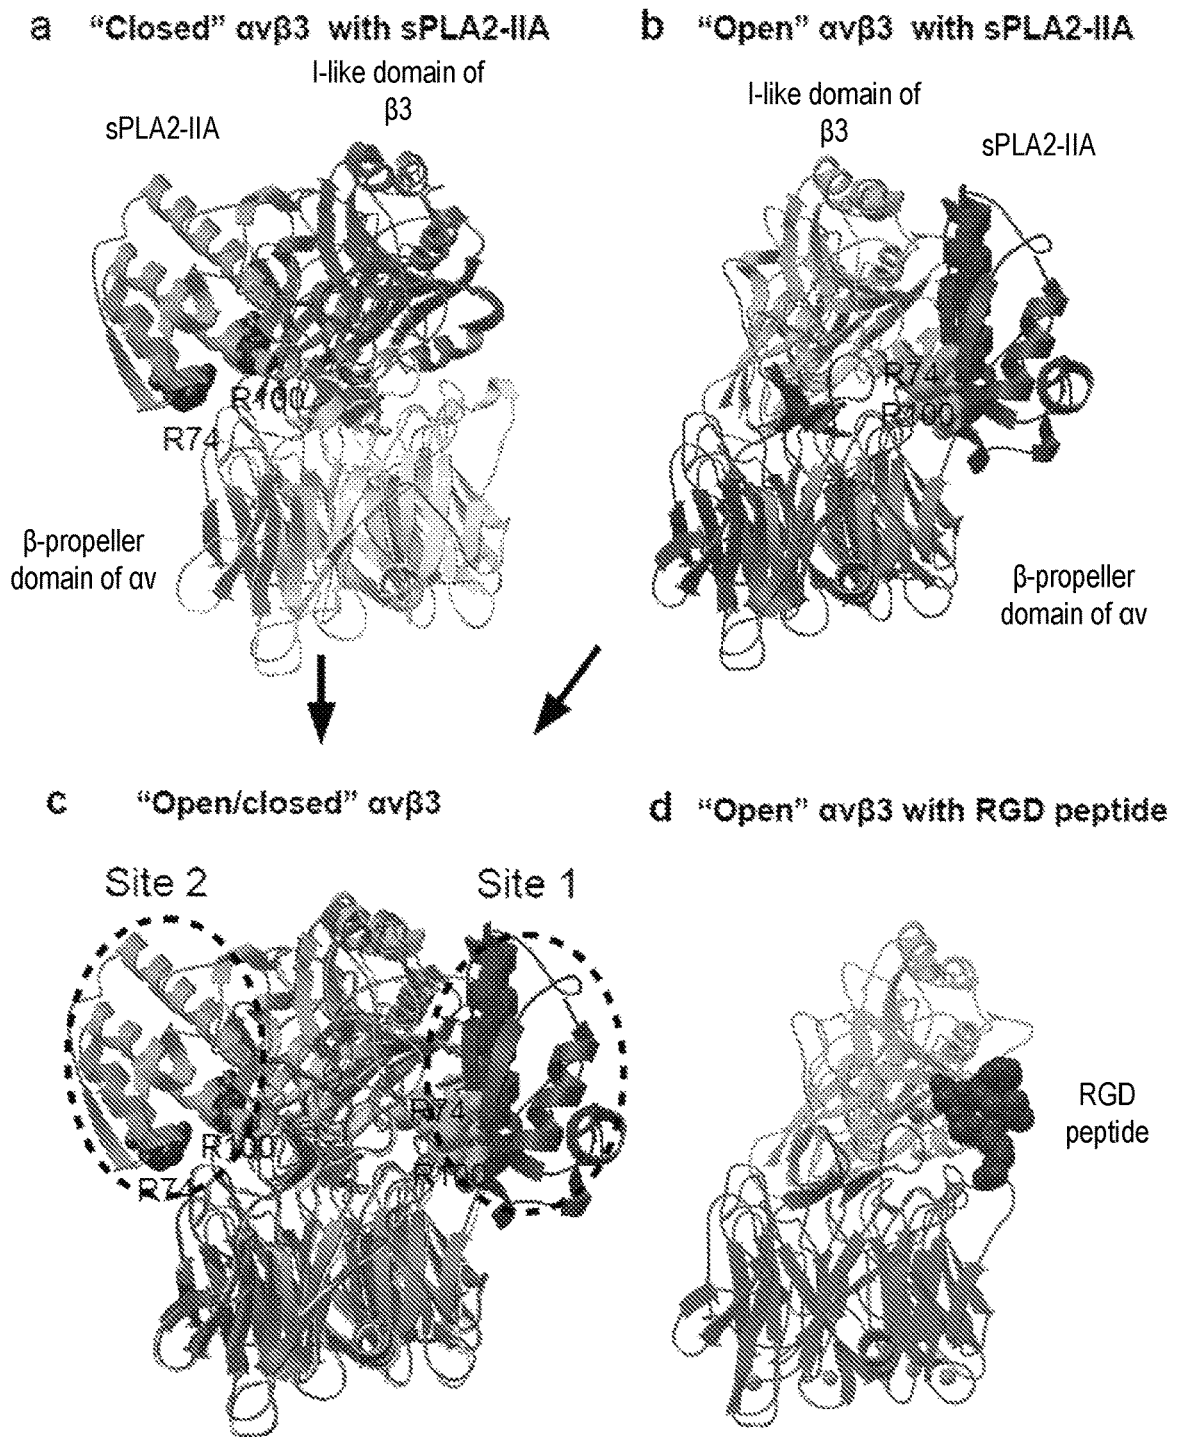 a "Closed" αvβ3 with sPLA2-IIA
I-like domain of
β3
sPLA2-IIA
R100
R74
β-propeller
domain of αv
b "Open" αvβ3 with sPLA2-IIA
I-like domain of
β3
sPLA2-IIA
R74
R100
β-propeller
domain of αv
c "Open/closed" αvβ3
Site 2
Site 1
R74
R100
R100
R74
d "Open" αvβ3 with RGD peptide
RGD
peptide